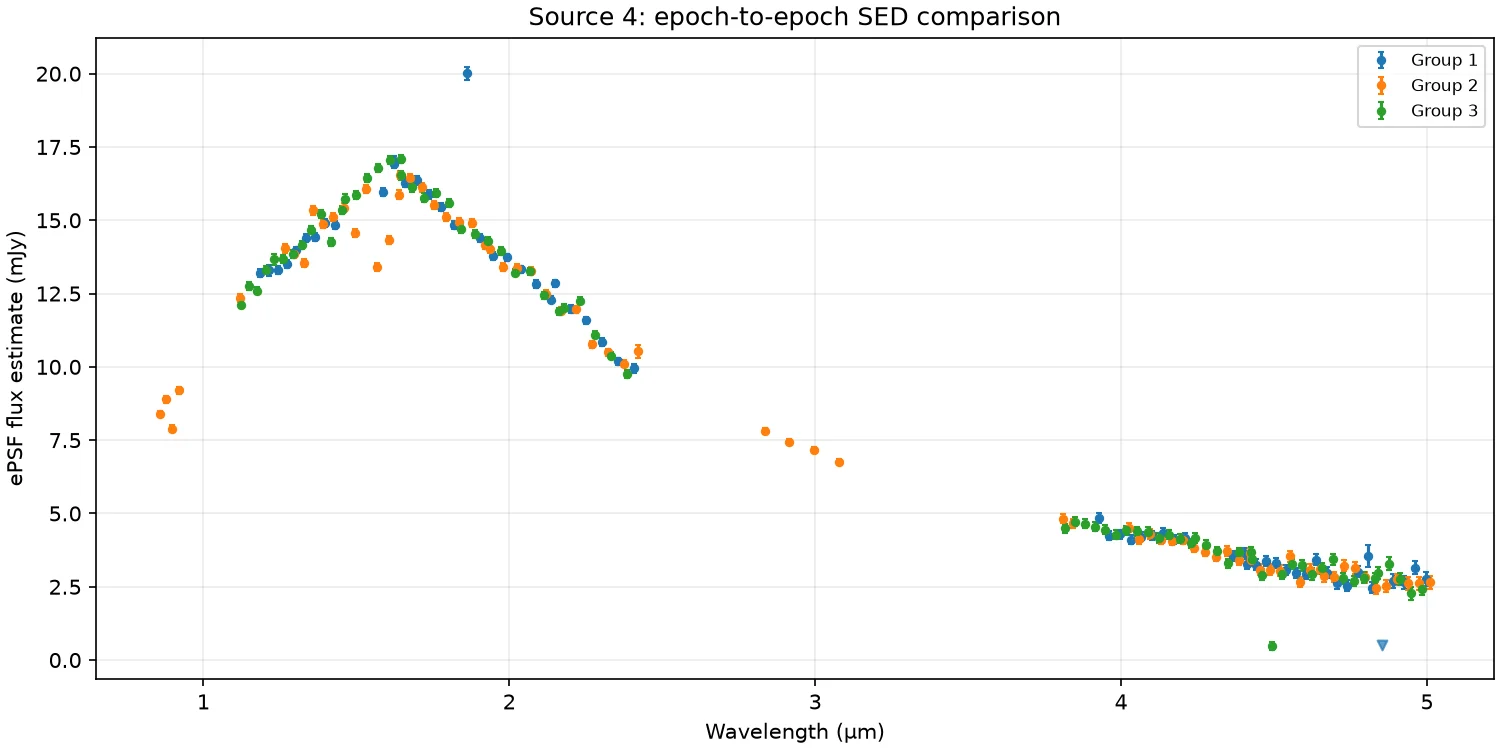 Source 4: epoch-to-epoch SED comparison
Group 1
Group 2
Group 3
ePSF flux estimate (mJy)
20.0
17.5
15.0
12.5
10.0
7.5
5.0
2.5
0.0
1 2 3 4 5
Wavelength (μm)